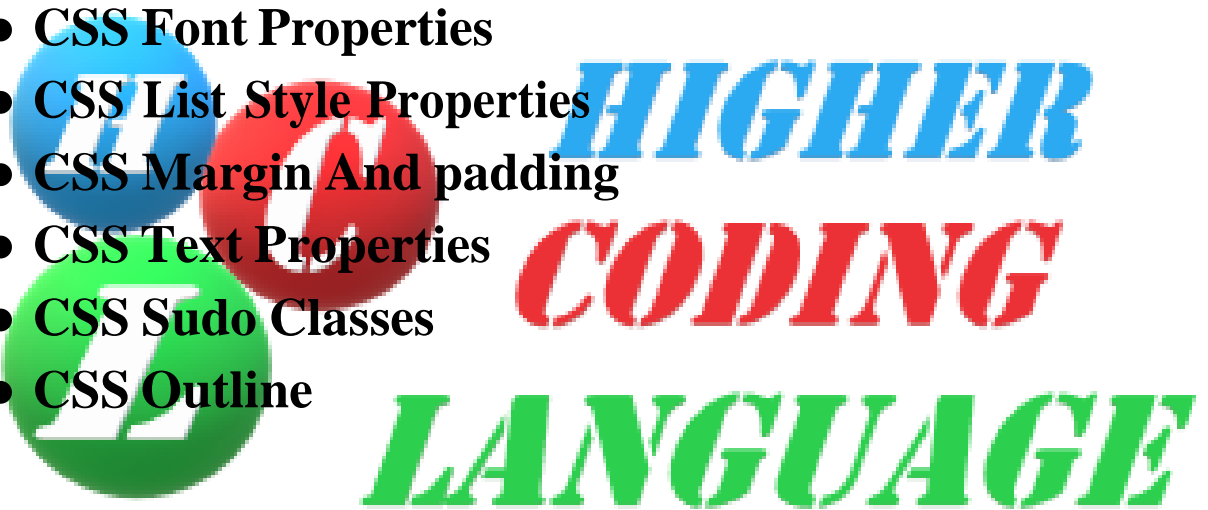 • CSS Font Properties
• CSS List Style Properties
• CSS Margin And padding
• CSS Text Properties
• CSS Sudo Classes
• CSS Outline
H
C
L
HIGHER
CODING
LANGUAGE